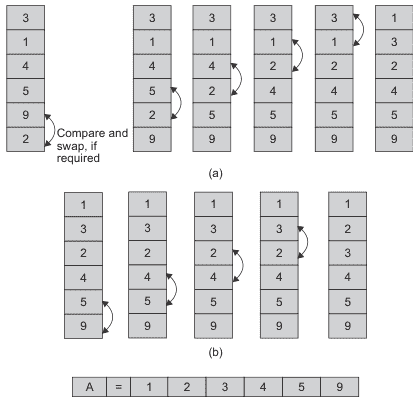 3 3 3 3 3 1
1 1 1 1 1 3
4 4 4 2 2 2
5 5 2 4 4 4
9 2 5 5 5 5
2 9 9 9 9 9
Compare and
swap, if
required
(a)
1 1 1 1 1
3 3 3 3 2
2 2 2 2 3
4 4 4 4 4
5 5 5 5 5
9 9 9 9 9
(b)
A = 1 2 3 4 5 9